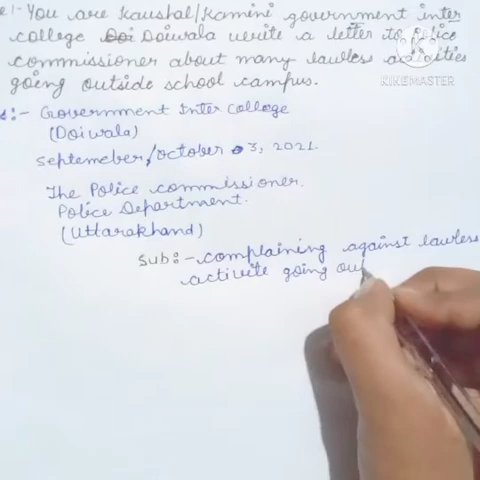 :- You are Kaushal/Kamini government inter
college Doiwala write a letter to Police
commissioner about many lawless activities
going outside school campus.
:- Government Inter College
(Doiwala)
Septemeber/October 3, 2021.
The Police commissioner.
Police Department.
(Uttarakhand)
Sub:- complaining against lawless
activite going ou
KINEMASTER